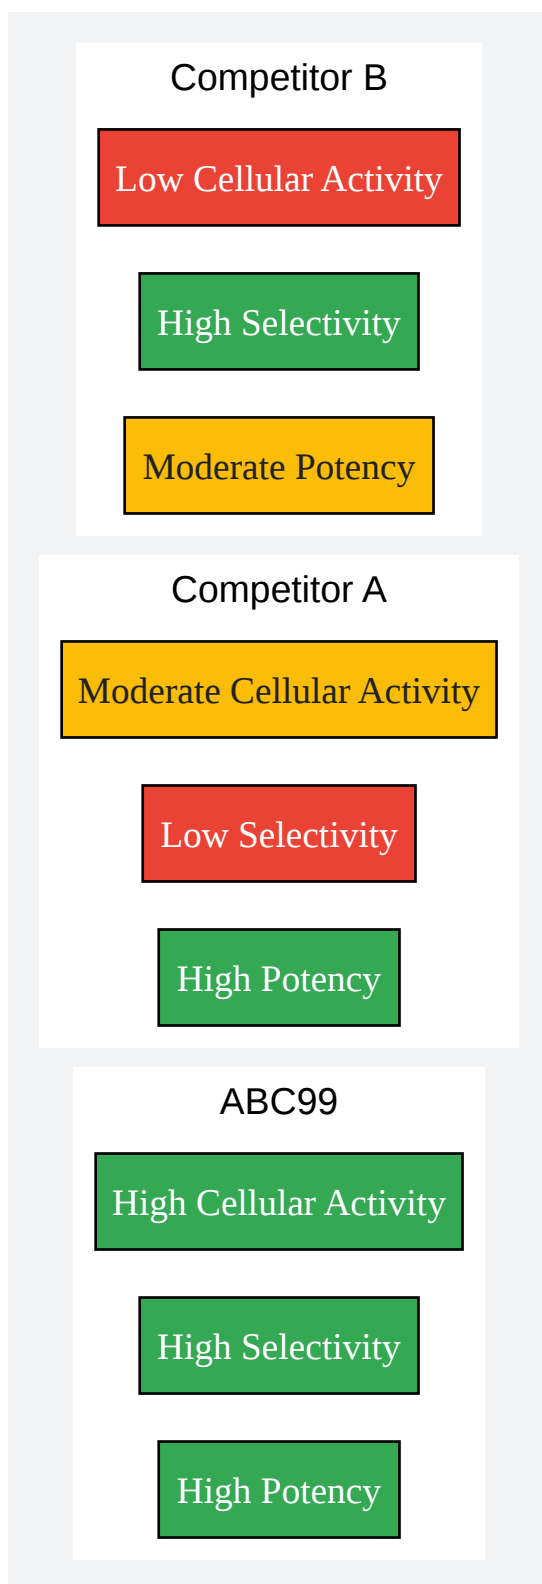 Competitor B
Low Cellular Activity
High Selectivity
Moderate Potency
Competitor A
Moderate Cellular Activity
Low Selectivity
High Potency
ABC99
High Cellular Activity
High Selectivity
High Potency